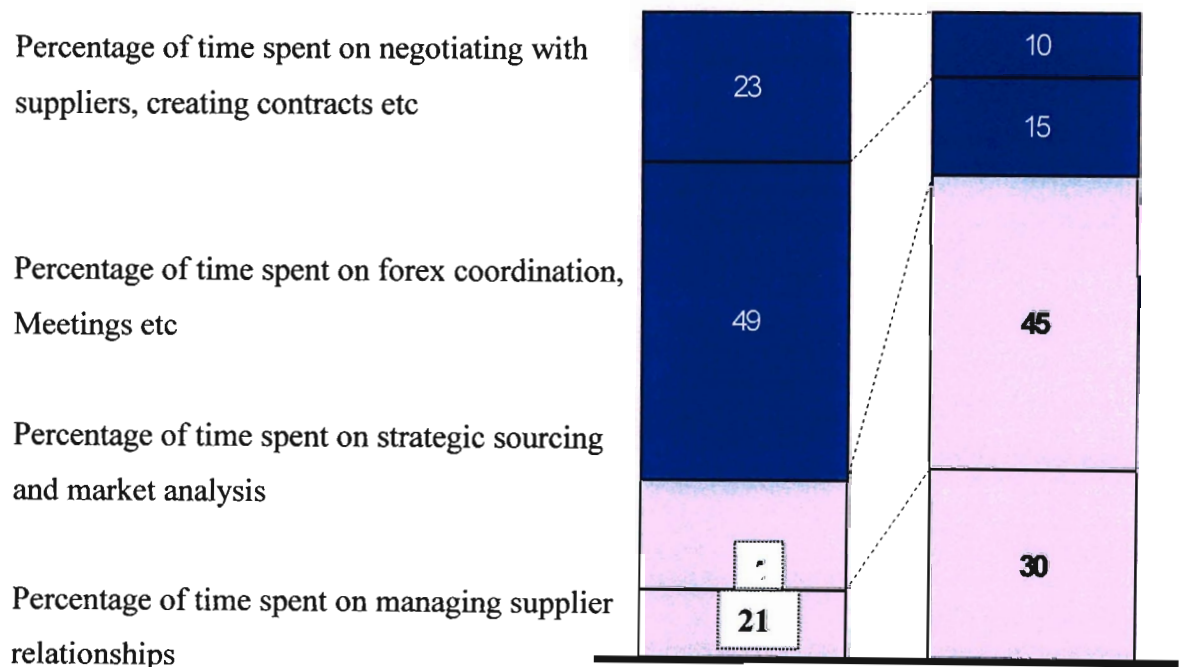 Percentage of time spent on negotiating with
suppliers, creating contracts etc
23
10
15
Percentage of time spent on forex coordination,
Meetings etc
49
45
Percentage of time spent on strategic sourcing
and market analysis
30
Percentage of time spent on managing supplier
relationships
21